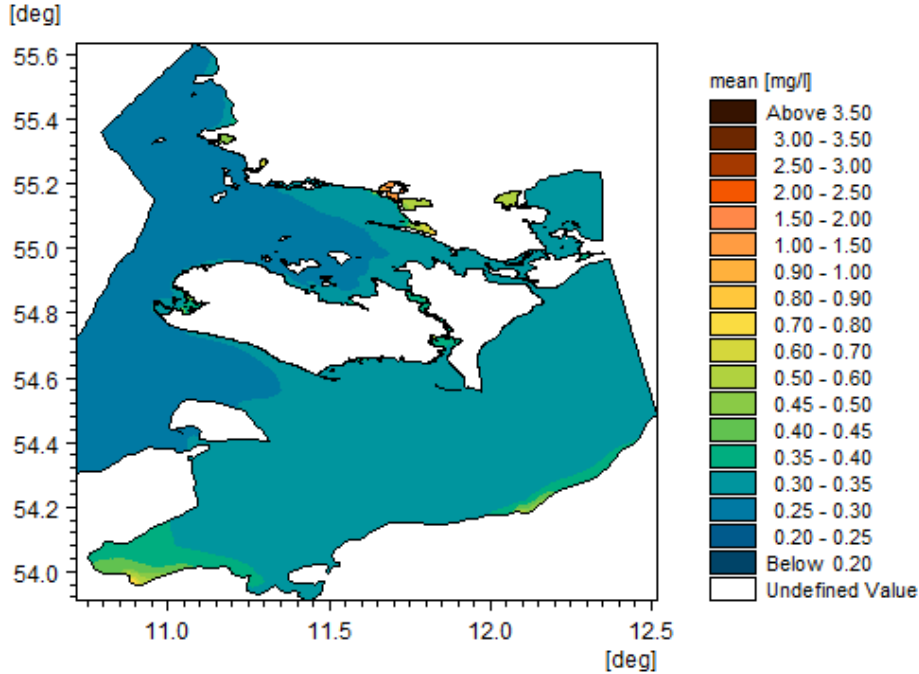 [deg]
55.6
55.4
55.2
55.0
54.8
54.6
54.4
54.2
54.0
11.0 11.5 12.0 12.5
[deg]
mean [mg/l]
Above 3.50
3.00 - 3.50
2.50 - 3.00
2.00 - 2.50
1.50 - 2.00
1.00 - 1.50
0.90 - 1.00
0.80 - 0.90
0.70 - 0.80
0.60 - 0.70
0.50 - 0.60
0.45 - 0.50
0.40 - 0.45
0.35 - 0.40
0.30 - 0.35
0.25 - 0.30
0.20 - 0.25
Below 0.20
Undefined Value